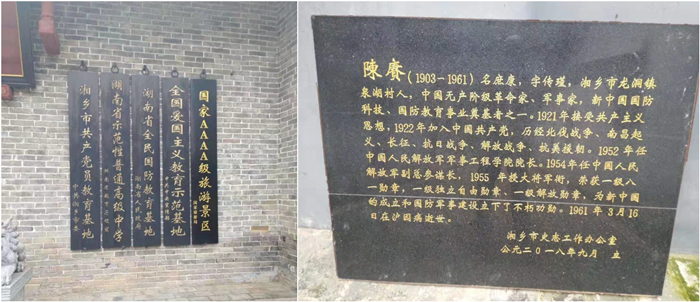 国家AAAA级旅游景区
全国爱国主义教育示范基地
湖南省全民国防教育基地
湖南省示范性普通高级中学
湘乡市共产党员教育基地
中共湘乡市委
陳赓(1903-1961)名庶康，字传瑾，湘乡市龙洞镇
泉湖村人，中国无产阶级革命家、军事家，新中国国防
科技、国防教育事业奠基者之一。1921年接受共产主义
思想，1922年加入中国共产党，历经北伐战争、南昌起
义、长征、抗日战争、解放战争、抗美援朝。1952年任
中国人民解放军军事工程学院院长。1954年任中国人民
解放军副总参谋长，1955年授大将军衔，荣获一级八
一勋章，一级独立自由勋章、一级解放勋章，为新中国
的成立和国防军事建设立下了不朽功勋。1961年3月16
日在沪因病逝世。
湘乡市史志工作办公室
公元二0一八年九月 立